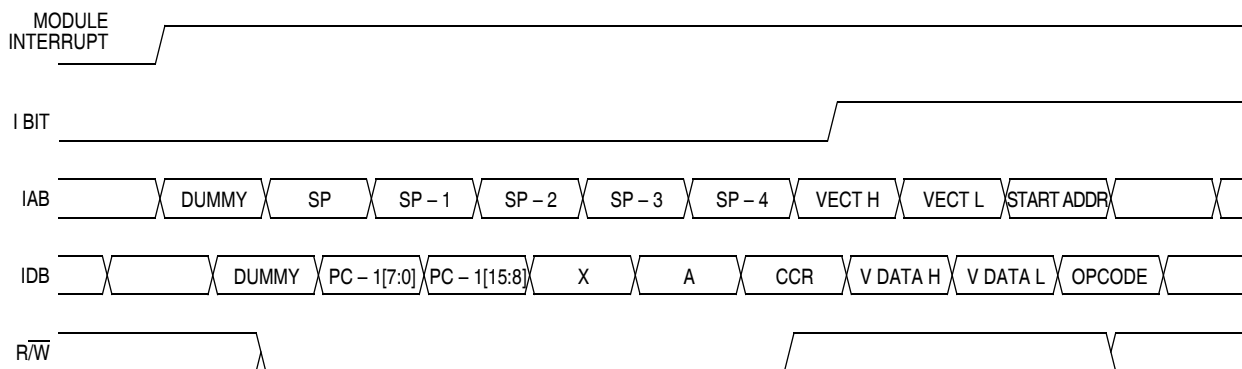 MODULE
INTERRUPT
I BIT
IAB DUMMY SP SP – 1 SP – 2 SP – 3 SP – 4 VECT H VECT L START ADDR
IDB DUMMY PC – 1[7:0] PC – 1[15:8] X A CCR V DATA H V DATA L OPCODE
R/W̅